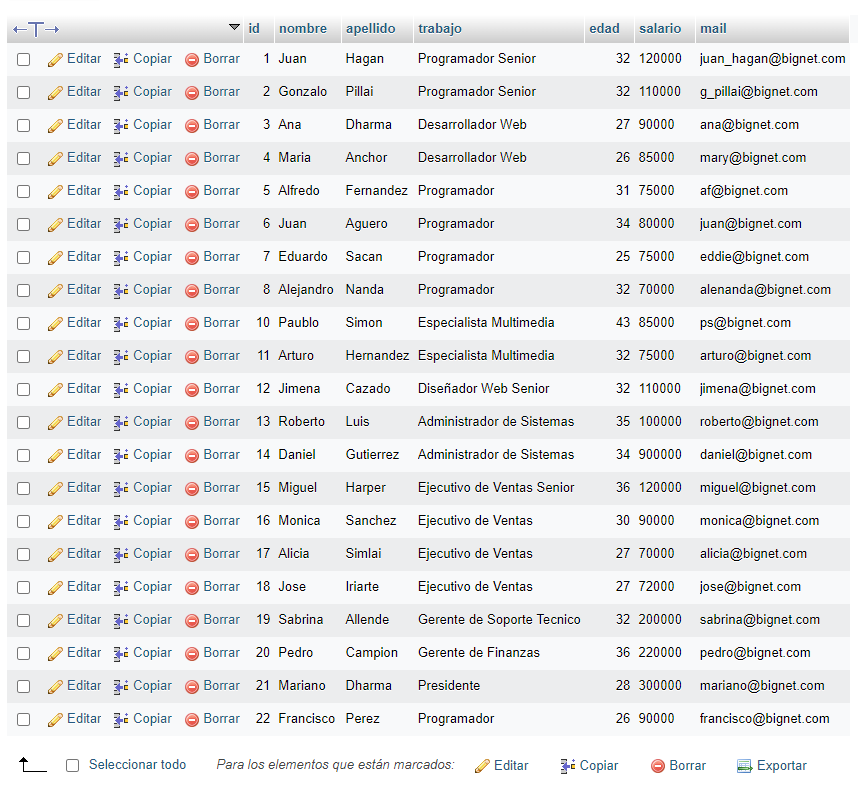 id nombre apellido trabajo edad salario mail
Editar Copiar Borrar 1 Juan Hagan Programador Senior 32 120000 juan_hagan@bignet.com
Editar Copiar Borrar 2 Gonzalo Pillai Programador Senior 32 110000 g_pillai@bignet.com
Editar Copiar Borrar 3 Ana Dharma Desarrollador Web 27 90000 ana@bignet.com
Editar Copiar Borrar 4 Maria Anchor Desarrollador Web 26 85000 mary@bignet.com
Editar Copiar Borrar 5 Alfredo Fernandez Programador 31 75000 af@bignet.com
Editar Copiar Borrar 6 Juan Aguero Programador 34 80000 juan@bignet.com
Editar Copiar Borrar 7 Eduardo Sacan Programador 25 75000 eddie@bignet.com
Editar Copiar Borrar 8 Alejandro Nanda Programador 32 70000 alenanda@bignet.com
Editar Copiar Borrar 10 Paublo Simon Especialista Multimedia 43 85000 ps@bignet.com
Editar Copiar Borrar 11 Arturo Hernandez Especialista Multimedia 32 75000 arturo@bignet.com
Editar Copiar Borrar 12 Jimena Cazado Diseñador Web Senior 32 110000 jimena@bignet.com
Editar Copiar Borrar 13 Roberto Luis Administrador de Sistemas 35 100000 roberto@bignet.com
Editar Copiar Borrar 14 Daniel Gutierrez Administrador de Sistemas 34 900000 daniel@bignet.com
Editar Copiar Borrar 15 Miguel Harper Ejecutivo de Ventas Senior 36 120000 miguel@bignet.com
Editar Copiar Borrar 16 Monica Sanchez Ejecutivo de Ventas 30 90000 monica@bignet.com
Editar Copiar Borrar 17 Alicia Simlai Ejecutivo de Ventas 27 70000 alicia@bignet.com
Editar Copiar Borrar 18 Jose Iriarte Ejecutivo de Ventas 27 72000 jose@bignet.com
Editar Copiar Borrar 19 Sabrina Allende Gerente de Soporte Tecnico 32 200000 sabrina@bignet.com
Editar Copiar Borrar 20 Pedro Campion Gerente de Finanzas 36 220000 pedro@bignet.com
Editar Copiar Borrar 21 Mariano Dharma Presidente 28 300000 mariano@bignet.com
Editar Copiar Borrar 22 Francisco Perez Programador 26 90000 francisco@bignet.com
Seleccionar todo Para los elementos que están marcados: Editar Copiar Borrar Exportar